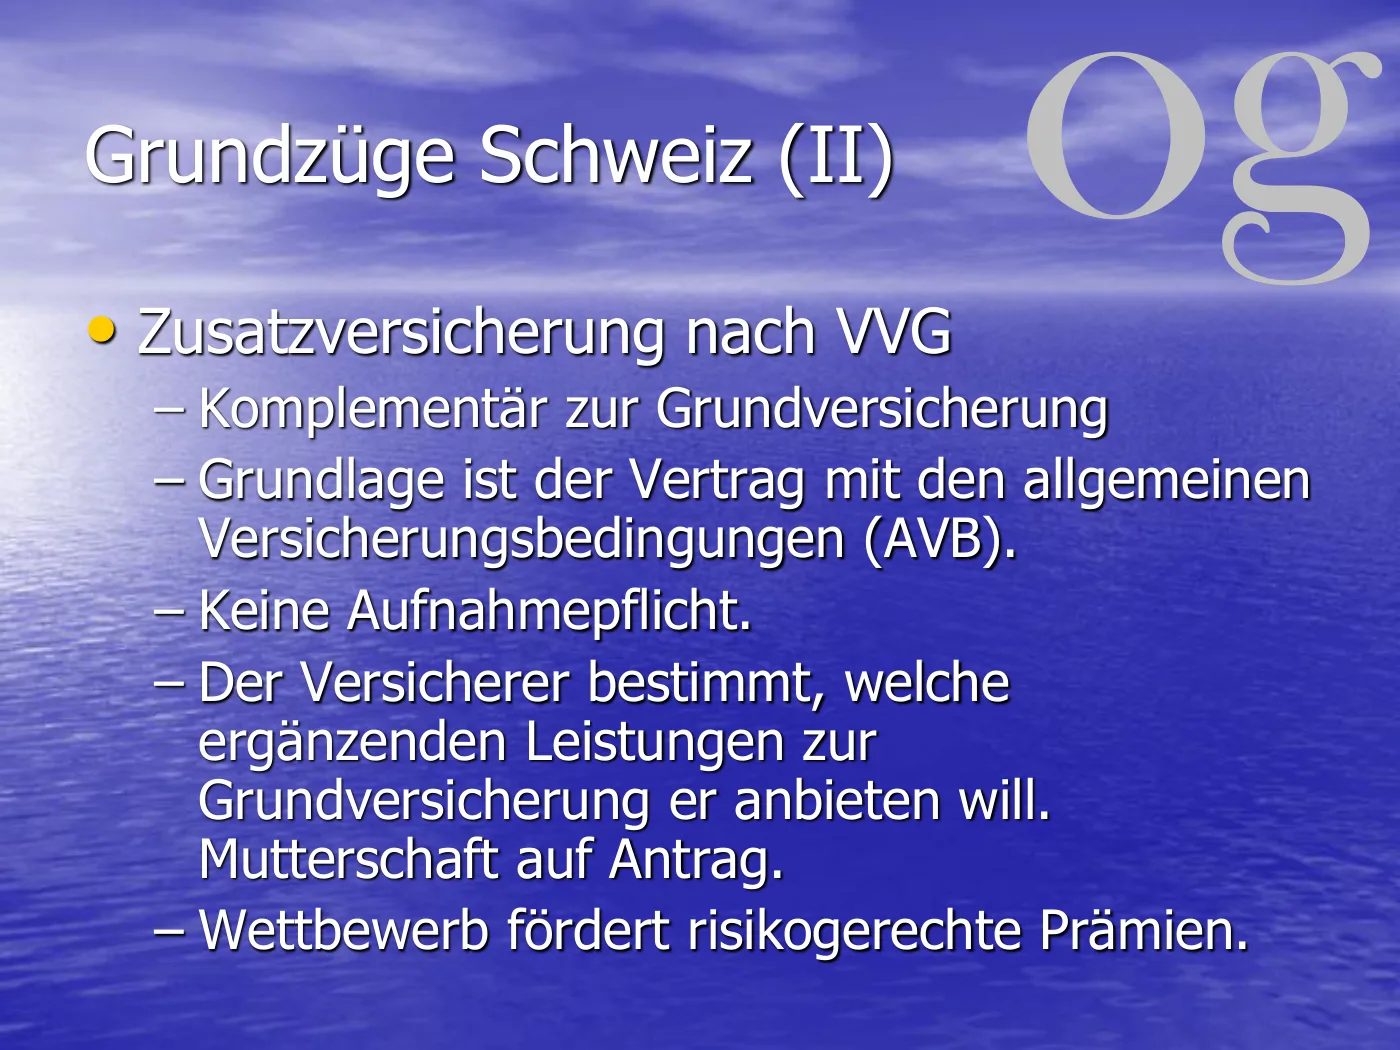 og
Grundzüge Schweiz (II)
• Zusatzversicherung nach VVG
– Komplementär zur Grundversicherung
– Grundlage ist der Vertrag mit den allgemeinen
Versicherungsbedingungen (AVB).
– Keine Aufnahmepflicht.
– Der Versicherer bestimmt, welche
ergänzenden Leistungen zur
Grundversicherung er anbieten will.
Mutterschaft auf Antrag.
– Wettbewerb fördert risikogerechte Prämien.